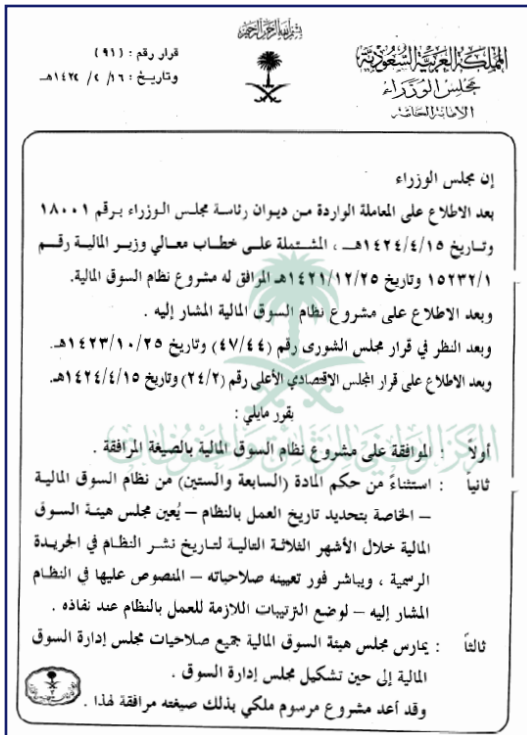 بسم الله الرحمن الرحيم
المملكة العربية السعودية
مجلس الوزراء
الأمانة العامة
قرار رقم : (٩١)
وتاريخ : ١٦/ ٢/ ١٤٢٤هـ
إن مجلس الوزراء
بعد الاطلاع على المعاملة الواردة من ديوان رئاسة مجلس الوزراء برقم ١٨٠٠١
وتاريخ ١٤٢٤/٤/١٥هـ ، المشتملة على خطاب معالي وزير المالية رقم
١٥٢٣٢/١ وتاريخ ١٤٢١/١٢/٢٥هـ المرافق له مشروع نظام السوق المالية.
وبعد الاطلاع على مشروع نظام السوق المالية المشار إليه .
وبعد النظر في قرار مجلس الشورى رقم (٤٧/٤٤) وتاريخ ١٤٢٣/١٠/٢٥هـ.
وبعد الاطلاع على قرار المجلس الاقتصادي الأعلى رقم (٢٤/٢) وتاريخ ١٤٢٤/٤/١٥هـ.
يقرر مايلي :
أولاً : الموافقة على مشروع نظام السوق المالية بالصيغة المرافقة .
ثانياً : استثناءً من حكم المادة (السابعة والستين) من نظام السوق المالية
– الخاصة بتحديد تاريخ العمل بالنظام – يُعين مجلس هيئة السوق
المالية خلال الأشهر الثلاثة التالية لتاريخ نشر النظام في الجريدة
الرسمية ، ويباشر فور تعيينه صلاحياته – المنصوص عليها في النظام
المشار إليه – لوضع الترتيبات اللازمة للعمل بالنظام عند نفاذه .
ثالثاً : يمارس مجلس هيئة السوق المالية جميع صلاحيات مجلس إدارة السوق
المالية إلى حين تشكيل مجلس إدارة السوق .
وقد أعد مشروع مرسوم ملكي بذلك صيغته مرافقة لهذا .
المركز الوطني للوثائق والمحفوظات